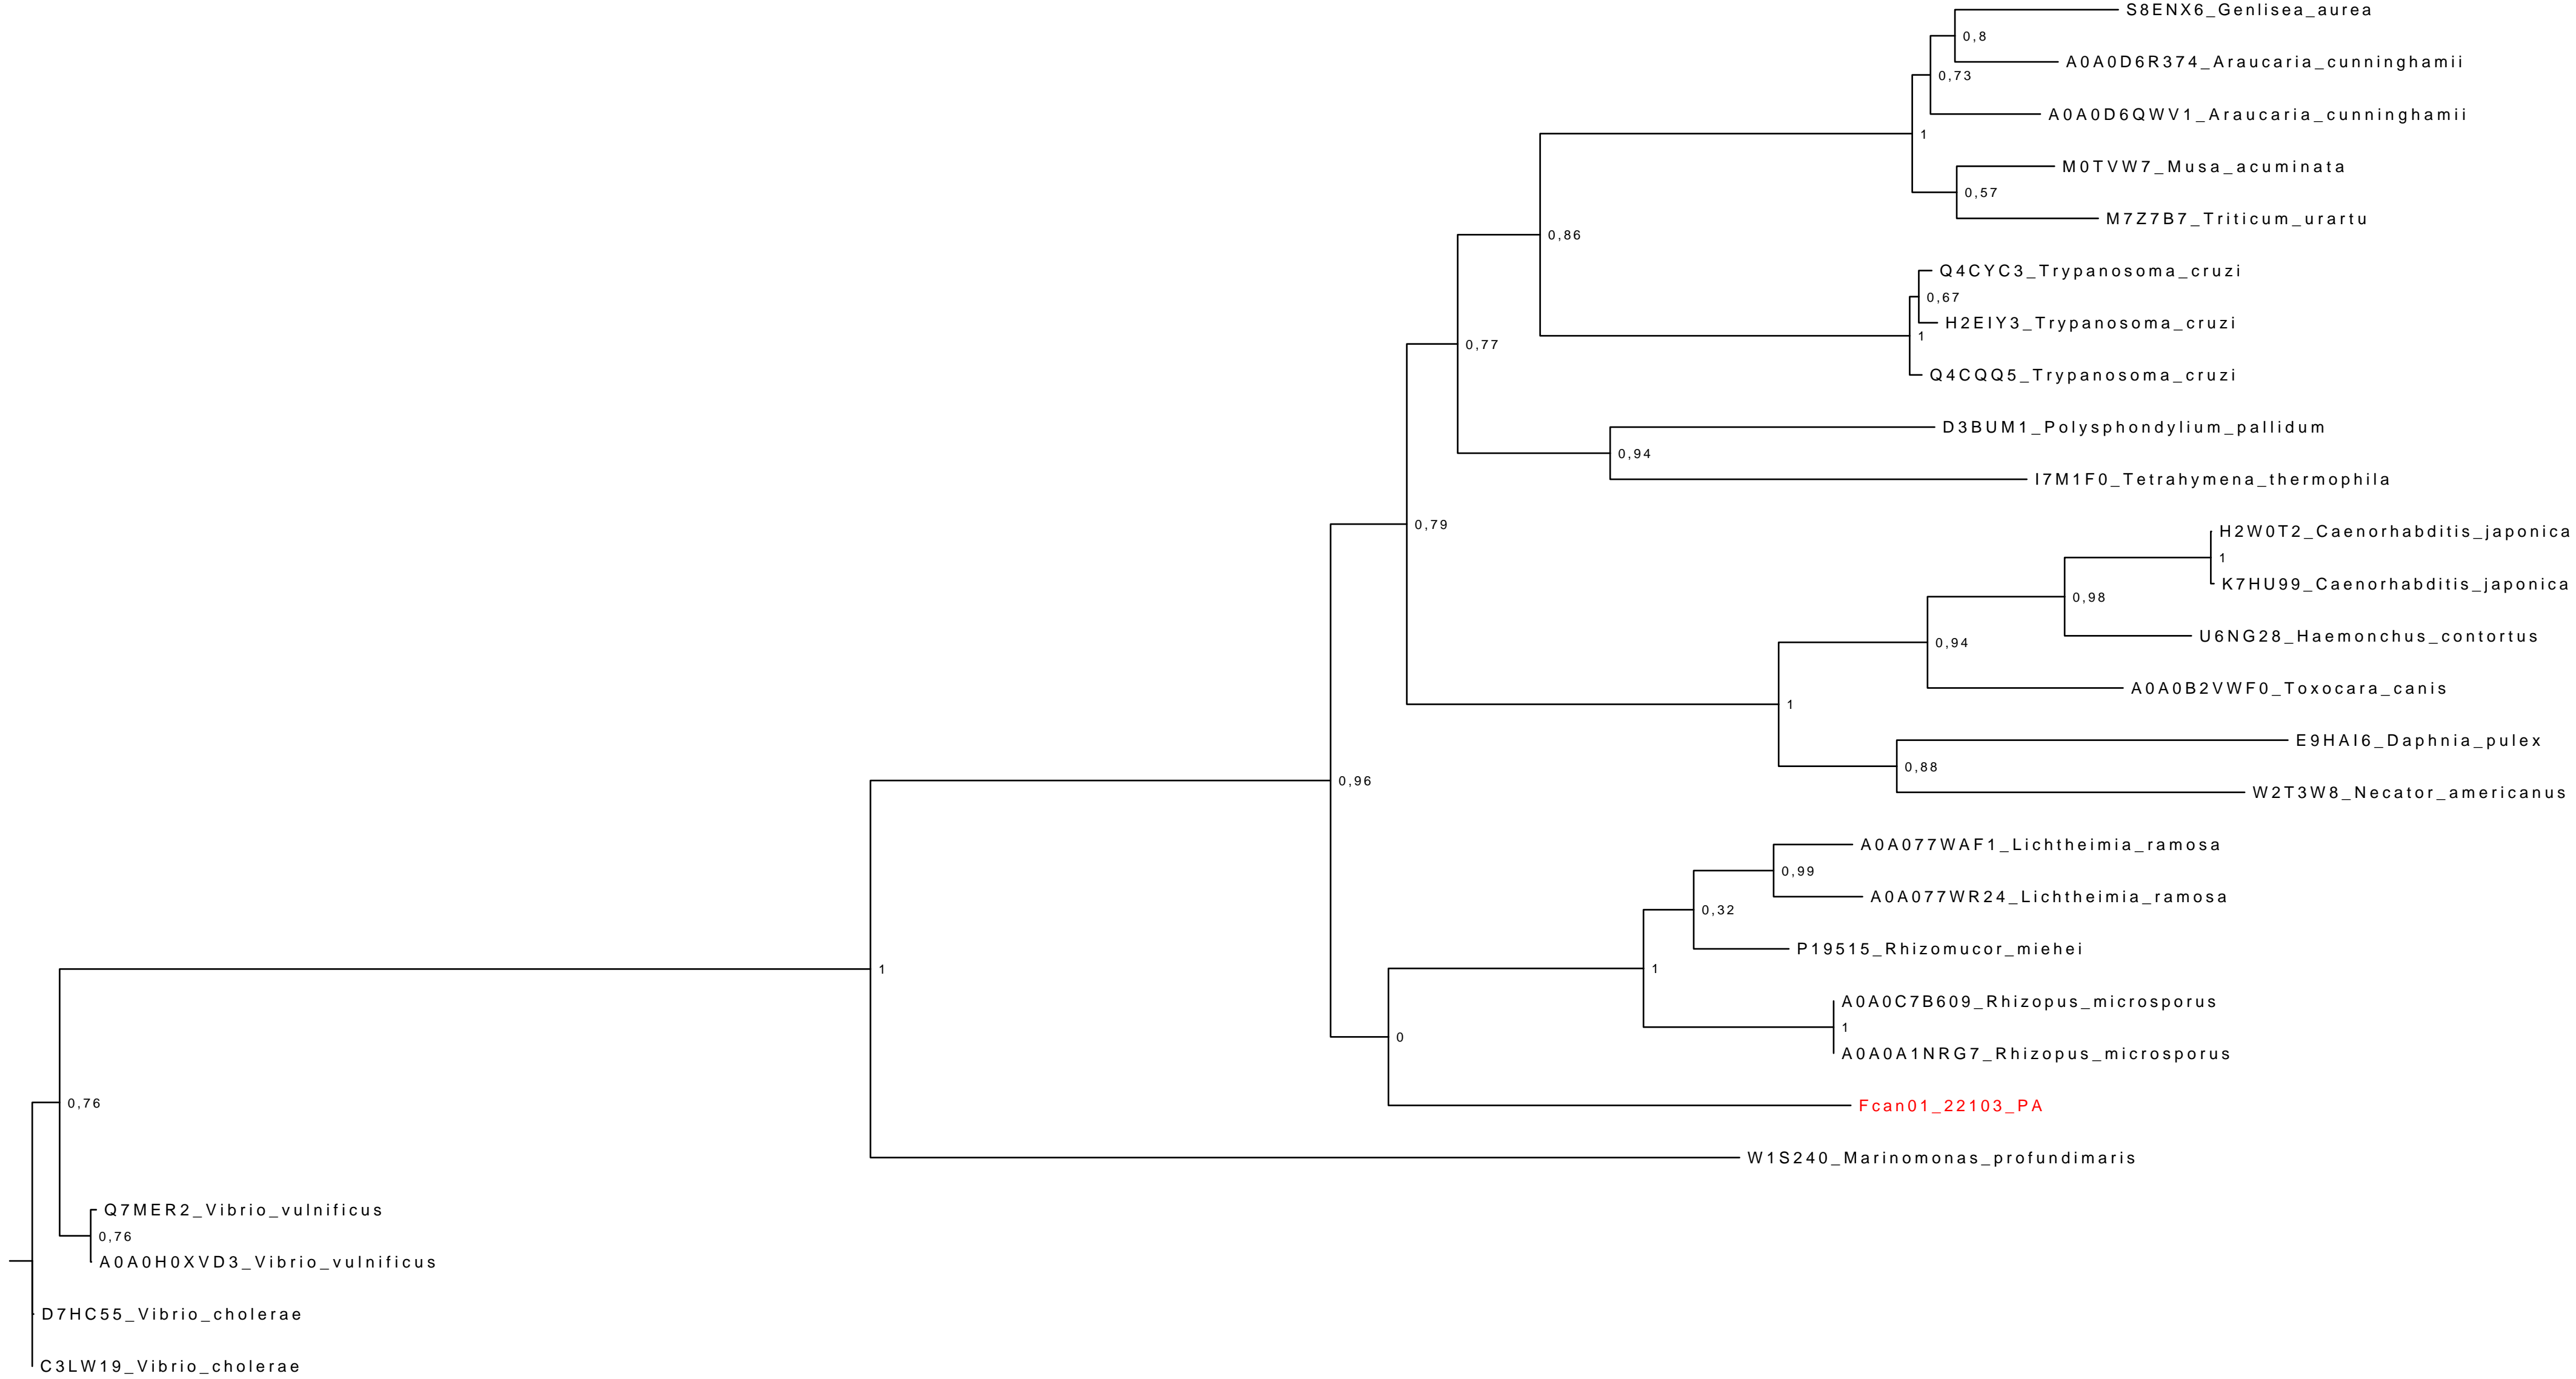 S8ENX6_Genlisea_aurea
0,8
A0A0D6R374_Araucaria_cunninghamii
0,73
A0A0D6QWV1_Araucaria_cunninghamii
1
M0TVW7_Musa_acuminata
0,57
M7Z7B7_Triticum_urartu
0,86
Q4CYC3_Trypanosoma_cruzi
0,67
H2EIY3_Trypanosoma_cruzi
1
0,77
Q4CQQ5_Trypanosoma_cruzi
D3BUM1_Polysphondylium_pallidum
0,94
I7M1F0_Tetrahymena_thermophila
0,79
H2W0T2_Caenorhabditis_japonica
1
K7HU99_Caenorhabditis_japonica
0,98
U6NG28_Haemonchus_contortus
0,94
A0A0B2VWF0_Toxocara_canis
1
E9HAI6_Daphnia_pulex
0,88
0,96
W2T3W8_Necator_americanus
A0A077WAF1_Lichtheimia_ramosa
0,99
A0A077WR24_Lichtheimia_ramosa
0,32
P19515_Rhizomucor_miehei
1
1
A0A0C7B609_Rhizopus_microsporus
1
0
A0A0A1NRG7_Rhizopus_microsporus
0,76
Fcan01_22103_PA
W1S240_Marinomonas_profundimaris
Q7MER2_Vibrio_vulnificus
0,76
A0A0H0XVD3_Vibrio_vulnificus
D7HC55_Vibrio_cholerae
C3LW19_Vibrio_cholerae